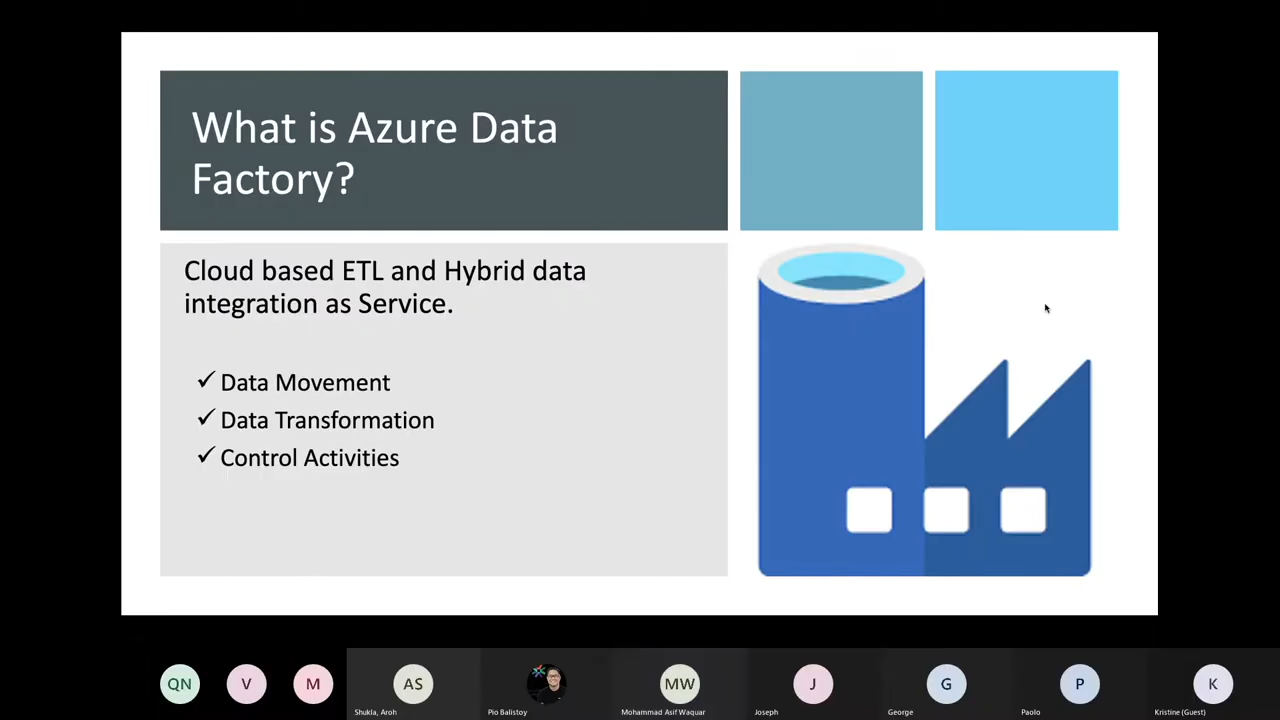 What is Azure Data
Factory?
Cloud based ETL and Hybrid data
integration as Service.
✓ Data Movement
✓ Data Transformation
✓ Control Activities
QN
V
M
AS
MW
J
G
P
K
Shukla, Aroh
Pio Balistoy
Mohammad Asif Waquar
Joseph
George
Paolo
Kristine (Guest)